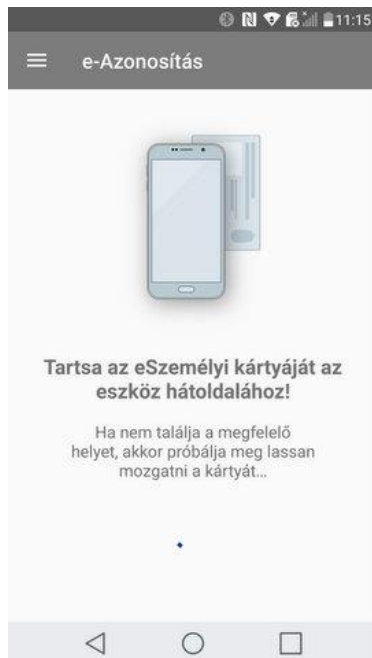 11:15
e-Azonosítás
Tartsa az eSzemélyi kártyáját az
eszköz hátoldalához!
Ha nem találja a megfelelő
helyet, akkor próbálja meg lassan
mozgatni a kártyát...